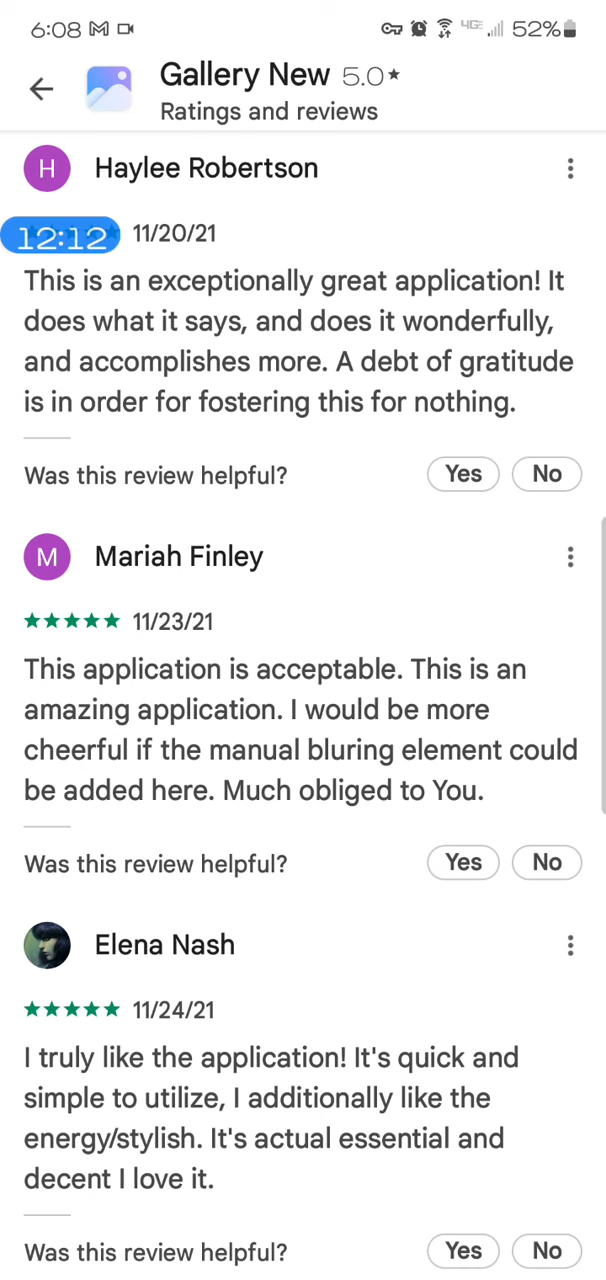 6:08 52%
Gallery New 5.0★
Ratings and reviews
H Haylee Robertson
12:12 11/20/21
This is an exceptionally great application! It
does what it says, and does it wonderfully,
and accomplishes more. A debt of gratitude
is in order for fostering this for nothing.
Was this review helpful? Yes No
M Mariah Finley
★★★★★ 11/23/21
This application is acceptable. This is an
amazing application. I would be more
cheerful if the manual bluring element could
be added here. Much obliged to You.
Was this review helpful? Yes No
Elena Nash
★★★★★ 11/24/21
I truly like the application! It's quick and
simple to utilize, I additionally like the
energy/stylish. It's actual essential and
decent I love it.
Was this review helpful? Yes No